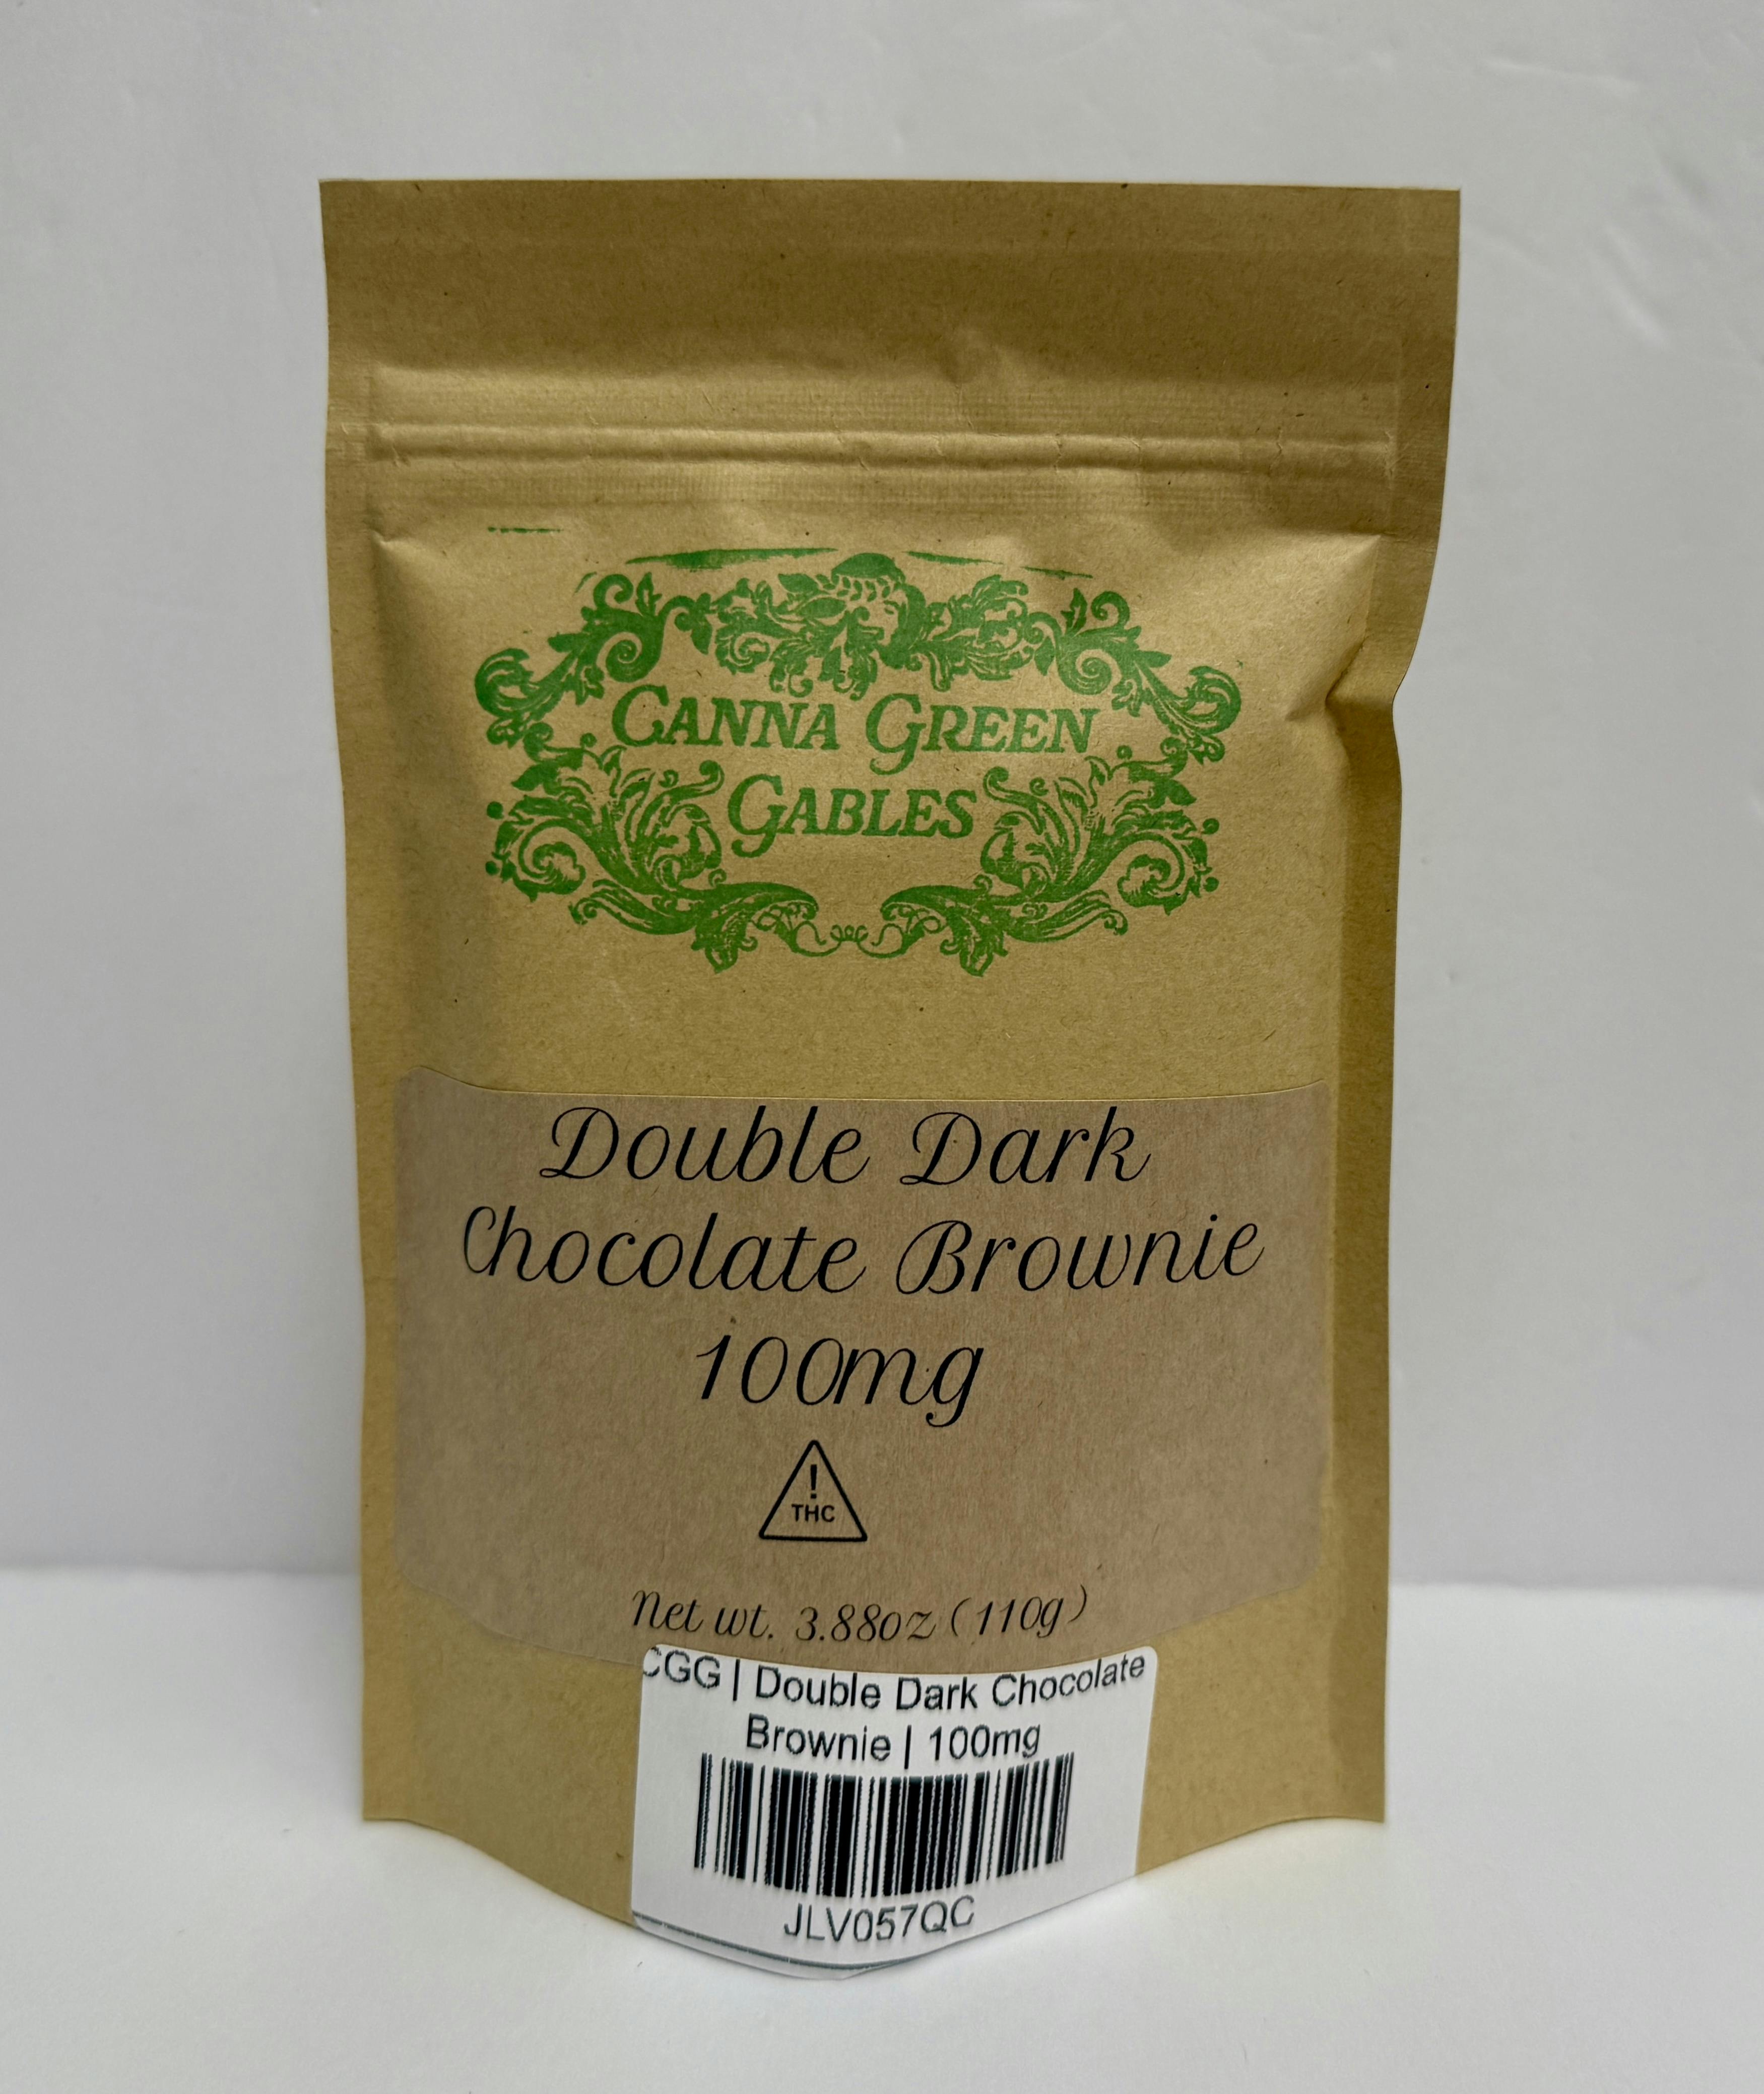 CANNA GREEN
GABLES
Double Dark
Chocolate Brownie
100mg
!
THC
Net wt. 3.88oz (110g)
CGG | Double Dark Chocolate
Brownie | 100mg
JLV057QC